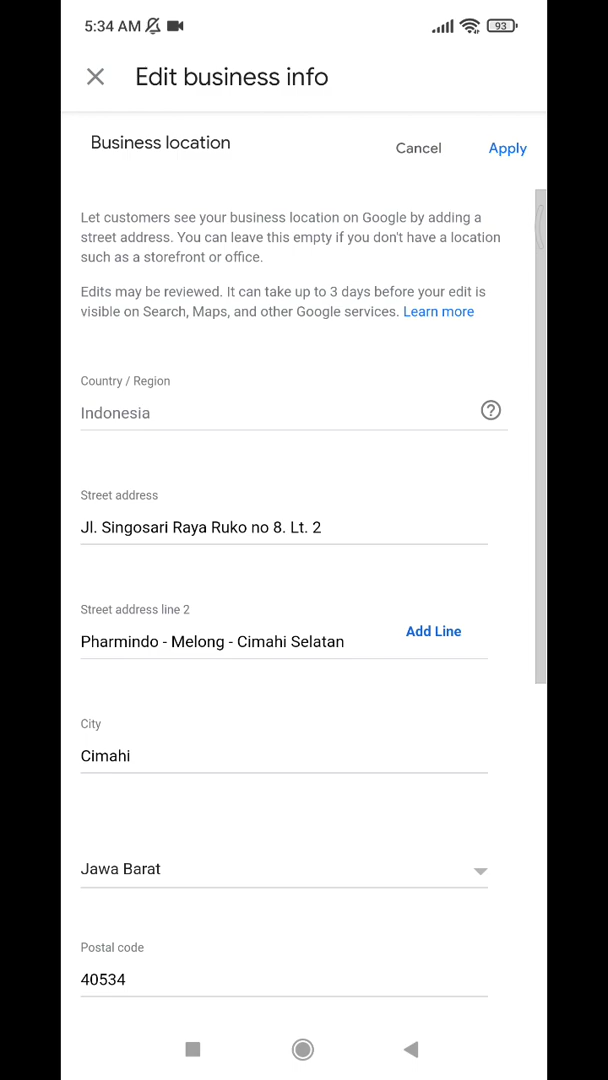 5:34 AM
93
Edit business info
Business location
Cancel
Apply
Let customers see your business location on Google by adding a
street address. You can leave this empty if you don't have a location
such as a storefront or office.
Edits may be reviewed. It can take up to 3 days before your edit is
visible on Search, Maps, and other Google services. Learn more
Country / Region
Indonesia
Street address
Jl. Singosari Raya Ruko no 8. Lt. 2
Street address line 2
Pharmindo - Melong - Cimahi Selatan
Add Line
City
Cimahi
Jawa Barat
Postal code
40534